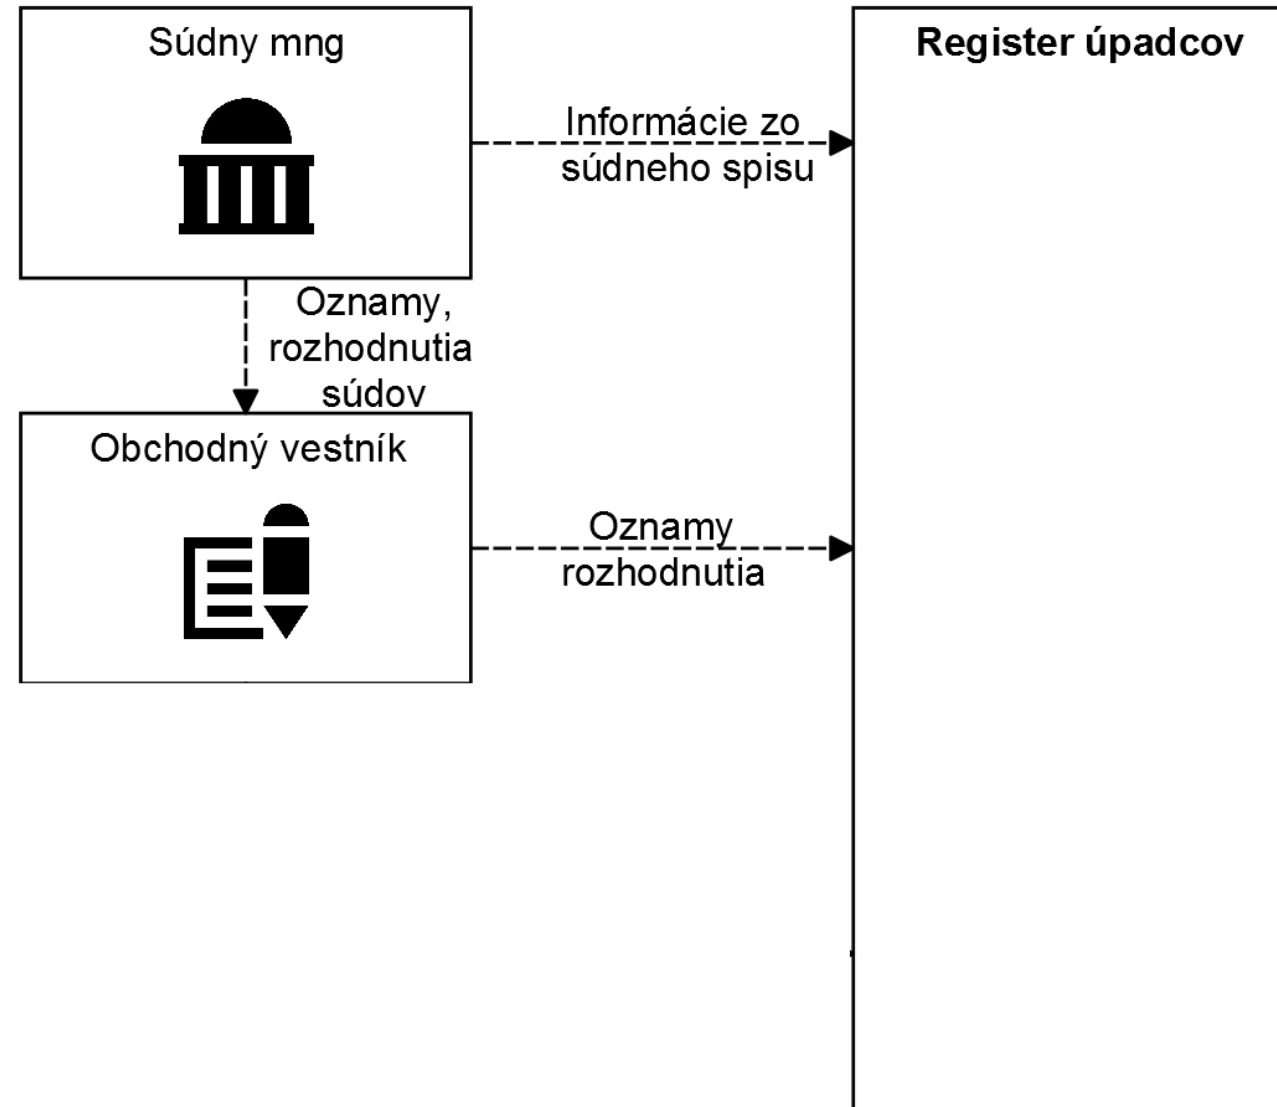 Súdny mng
Register úpadcov
Informácie zo
súdneho spisu
Oznamy,
rozhodnutia
súdov
Obchodný vestník
Oznamy
rozhodnutia